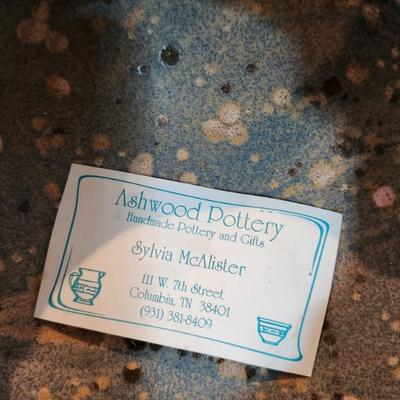 Ashwood Pottery
Handmade Pottery and Gifts
Sylvia McAlister
111 W. 7th Street
Columbia, TN 38401
(931) 381-8409